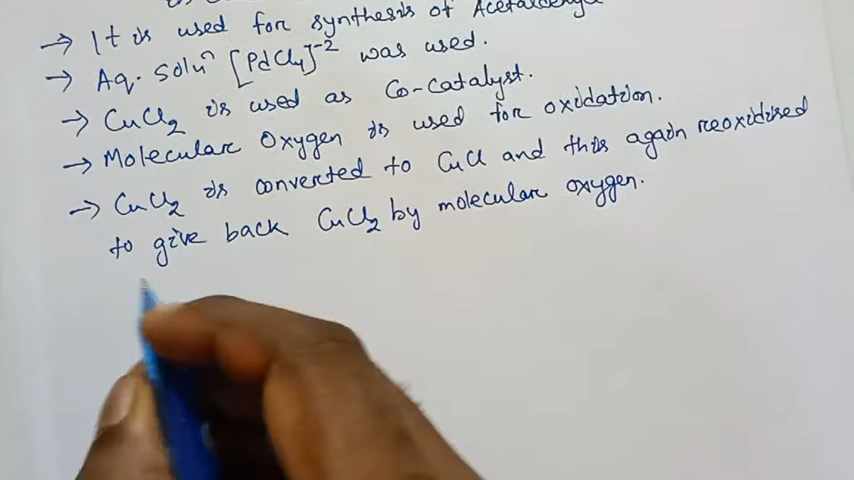 → It is used for synthesis of Acetaldehyde
→ Aq. Soluⁿ [PdCl₄]⁻² was used.
→ CuCl₂ is used as Co-catalyst.
→ Molecular Oxygen is used for oxidation.
→ CuCl₂ is converted to CuCl and this again reoxidised
to give back CuCl₂ by molecular oxygen.